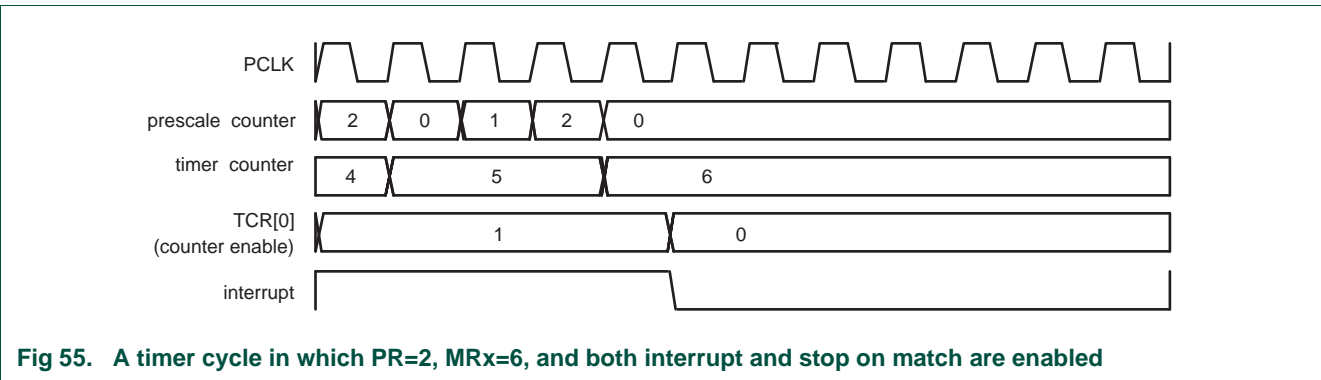 PCLK
prescale counter 2 0 1 2 0
timer counter 4 5 6
TCR[0]
(counter enable) 1 0
interrupt
Fig 55. A timer cycle in which PR=2, MRx=6, and both interrupt and stop on match are enabled